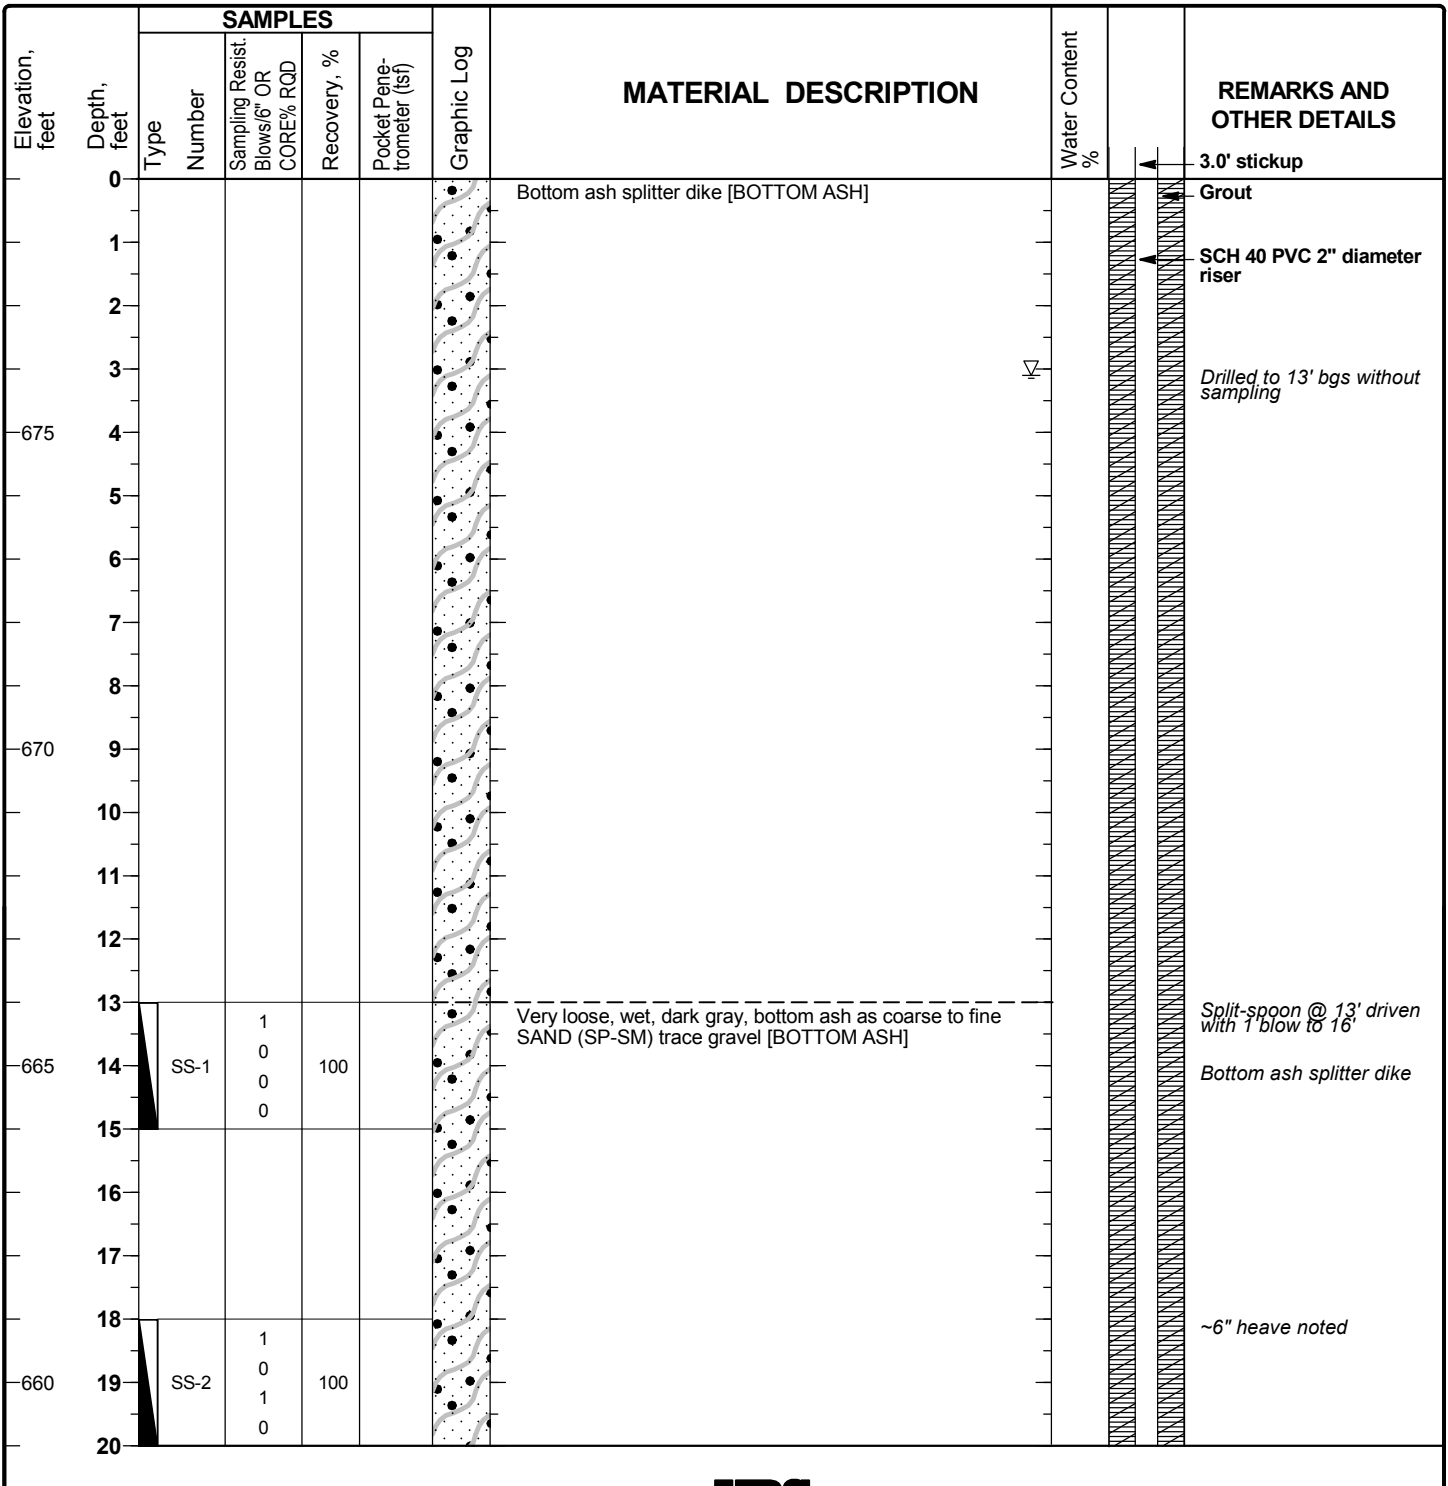 SAMPLES
Elevation,
feet
Depth,
feet
Type
Number
Sampling Resist.
Blows/6" OR
CORE% RQD
Recovery, %
Pocket Pene-
trometer (tsf)
Graphic Log
MATERIAL DESCRIPTION
Water Content
%
REMARKS AND
OTHER DETAILS
3.0' stickup
0
Bottom ash splitter dike [BOTTOM ASH]
Grout
1
SCH 40 PVC 2" diameter
riser
2
3
Drilled to 13' bgs without
sampling
675
4
5
6
7
8
670
9
10
11
12
13
Very loose, wet, dark gray, bottom ash as coarse to fine
SAND (SP-SM) trace gravel [BOTTOM ASH]
Split-spoon @ 13' driven
with 1 blow to 16'
1
0
0
0
665
14
SS-1
100
Bottom ash splitter dike
15
16
17
18
~6" heave noted
1
0
1
0
660
19
SS-2
100
20